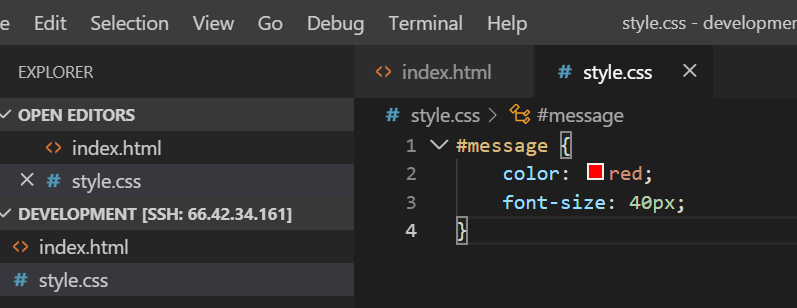 e Edit Selection View Go Debug Terminal Help style.css - developmen
EXPLORER
OPEN EDITORS
<> index.html
× # style.css
DEVELOPMENT [SSH: 66.42.34.161]
<> index.html
# style.css
<> index.html # style.css ×
# style.css > #message
1 #message {
2 color: red;
3 font-size: 40px;
4 }